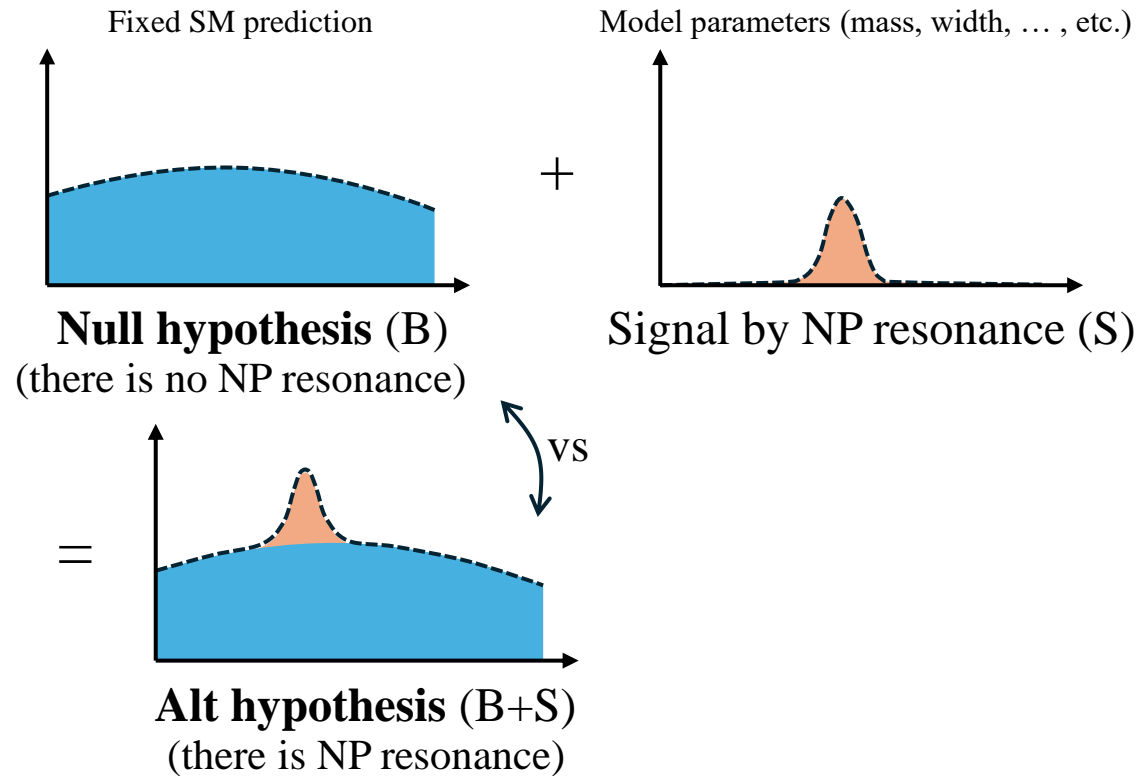 Fixed SM prediction
Model parameters (mass, width, … , etc.)
+
Null hypothesis (B)
(there is no NP resonance)
Signal by NP resonance (S)
vs
=
Alt hypothesis (B+S)
(there is NP resonance)